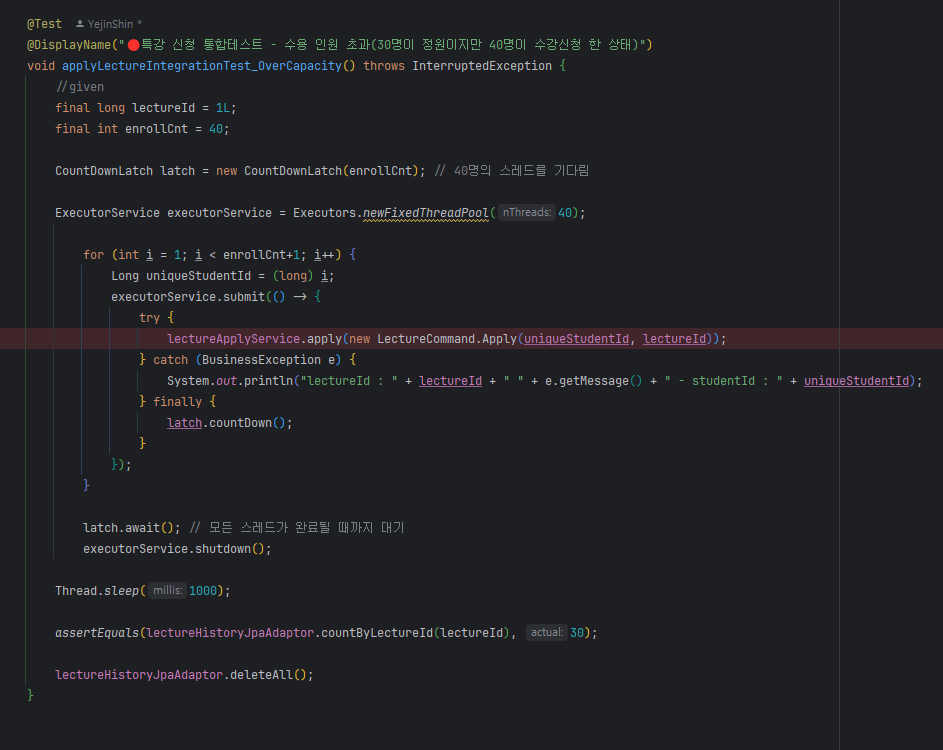 @Test YejinShin *
@DisplayName("🔴특강 신청 통합테스트 - 수용 인원 초과(30명이 정원이지만 40명이 수강신청 한 상태)")
void applyLectureIntegrationTest_OverCapacity() throws InterruptedException {
//given
final long lectureId = 1L;
final int enrollCnt = 40;
CountDownLatch latch = new CountDownLatch(enrollCnt); // 40명의 스레드를 기다림
ExecutorService executorService = Executors.newFixedThreadPool( nThreads: 40);
for (int i = 1; i < enrollCnt+1; i++) {
Long uniqueStudentId = (long) i;
executorService.submit(() -> {
try {
lectureApplyService.apply(new LectureCommand.Apply(uniqueStudentId, lectureId));
} catch (BusinessException e) {
System.out.println("lectureId : " + lectureId + " " + e.getMessage() + " - studentId : " + uniqueStudentId);
} finally {
latch.countDown();
}
});
}
latch.await(); // 모든 스레드가 완료될 때까지 대기
executorService.shutdown();
Thread.sleep( millis: 1000);
assertEquals(lectureHistoryJpaAdaptor.countByLectureId(lectureId), actual: 30);
lectureHistoryJpaAdaptor.deleteAll();
}